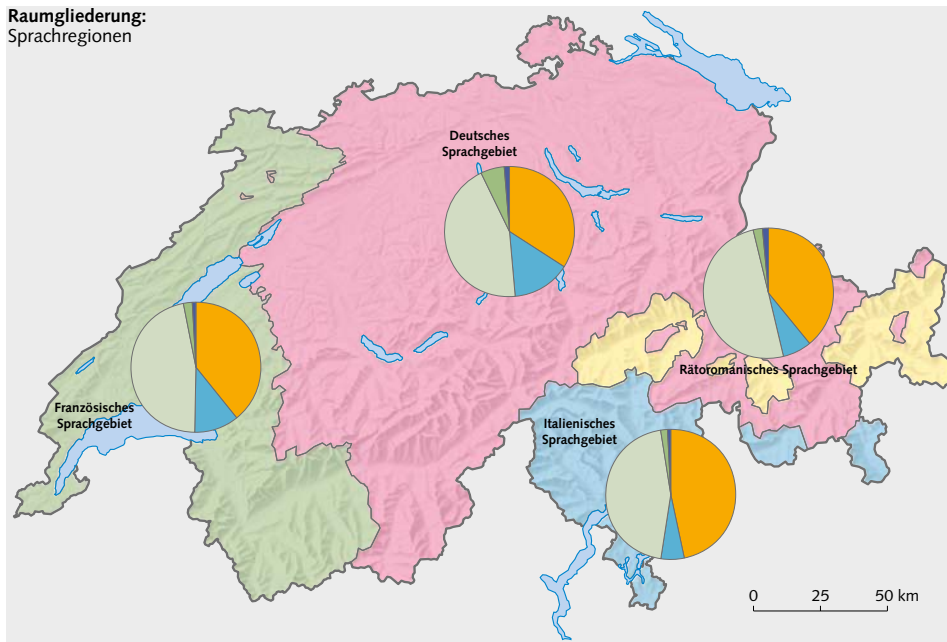 Raumgliederung:
Sprachregionen
Deutsches
Sprachgebiet
Rätoromanisches Sprachgebiet
Französisches
Sprachgebiet
Italienisches
Sprachgebiet
0 25 50 km